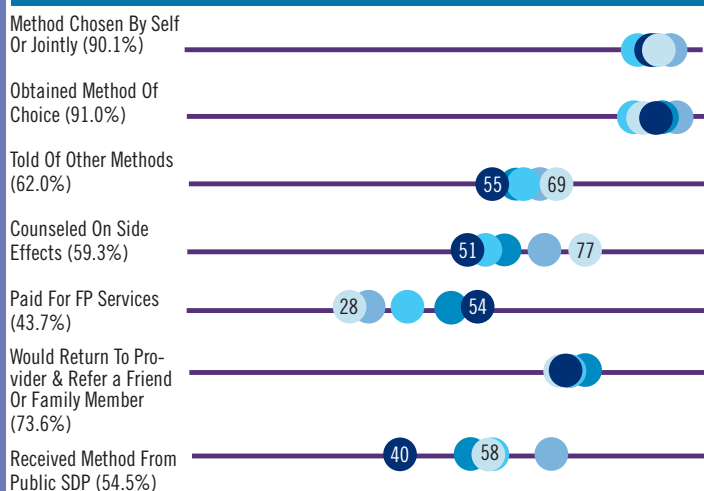 Method Chosen By Self
Or Jointly (90.1%)
Obtained Method Of
Choice (91.0%)
Told Of Other Methods
(62.0%)
55 69
Counseled On Side
Effects (59.3%)
51 77
Paid For FP Services
(43.7%)
28 54
Would Return To Pro-
vider & Refer a Friend
Or Family Member
(73.6%)
Received Method From
Public SDP (54.5%)
40 58